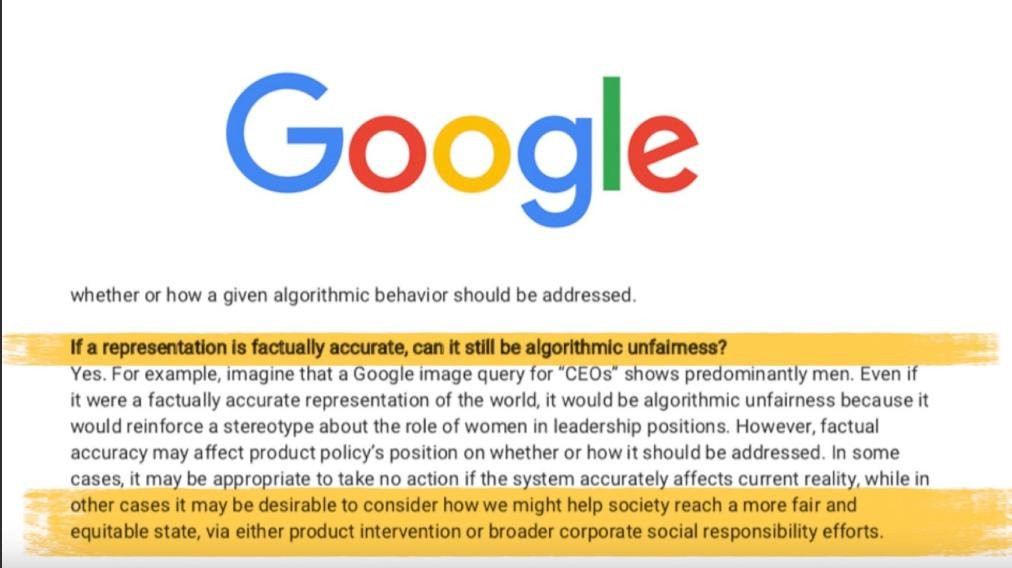 Google
whether or how a given algorithmic behavior should be addressed.
If a representation is factually accurate, can it still be algorithmic unfairness?
Yes. For example, imagine that a Google image query for “CEOs” shows predominantly men. Even if
it were a factually accurate representation of the world, it would be algorithmic unfairness because it
would reinforce a stereotype about the role of women in leadership positions. However, factual
accuracy may affect product policy’s position on whether or how it should be addressed. In some
cases, it may be appropriate to take no action if the system accurately affects current reality, while in
other cases it may be desirable to consider how we might help society reach a more fair and
equitable state, via either product intervention or broader corporate social responsibility efforts.